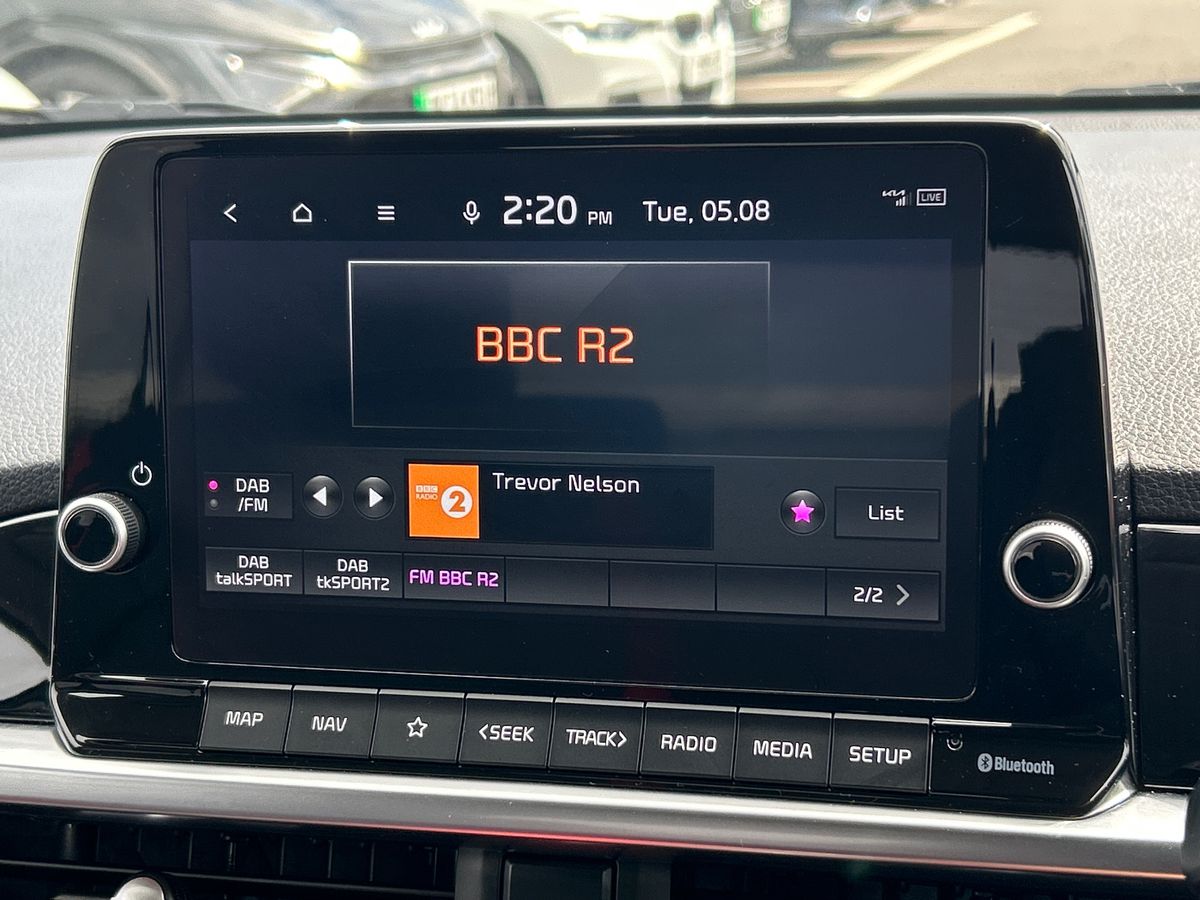 2:20 PM Tue, 05.08
LIVE
BBC R2
DAB
/FM
BBC
RADIO
2
Trevor Nelson
List
DAB
talkSPORT
DAB
tkSPORT2
FM BBC R2
2/2 >
MAP
NAV
<SEEK
TRACK>
RADIO
MEDIA
SETUP
Bluetooth